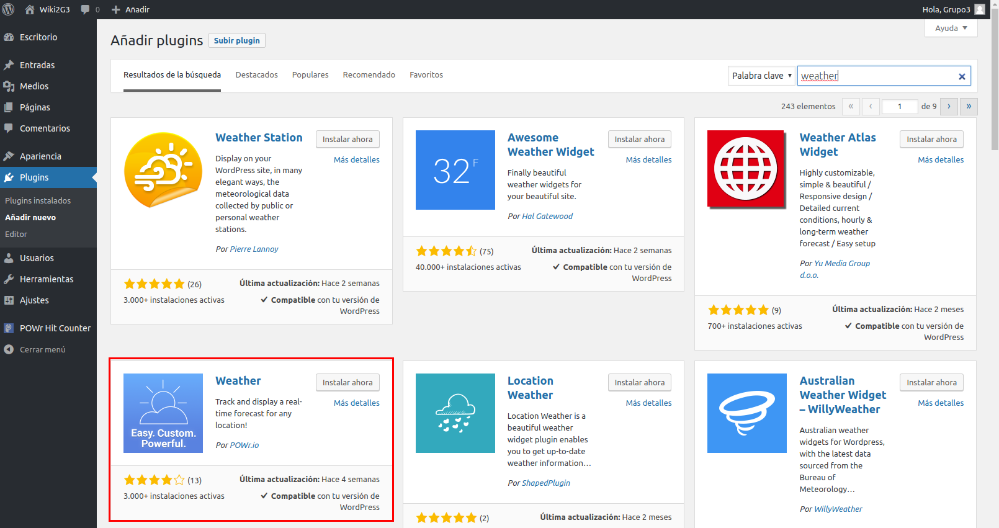 Wiki2G3
0
Añadir
Hola, Grupo3
Escritorio
Entradas
Medios
Páginas
Comentarios
Apariencia
Plugins
Plugins instalados
Añadir nuevo
Editor
Usuarios
Herramientas
Ajustes
POWr Hit Counter
Cerrar menú
Ayuda ▼
Añadir plugins
Subir plugin
Resultados de la búsqueda
Destacados
Populares
Recomendado
Favoritos
Palabra clave ▾
weather
243 elementos
«
‹
1
de 9
›
»
Weather Station
Instalar ahora
Más detalles
Display on your
WordPress site, in many
elegant ways, the
meteorological data
collected by public or
personal weather
stations.
Por Pierre Lannoy
(26)
3.000+ instalaciones activas
Última actualización: Hace 2 semanas
✔ Compatible con tu versión de
WordPress
32 F
Awesome
Weather Widget
Instalar ahora
Más detalles
Finally beautiful
weather widgets for
your beautiful site.
Por Hal Gatewood
(75)
40.000+ instalaciones activas
Última actualización: Hace 2 semanas
✔ Compatible con tu versión de
WordPress
Weather Atlas
Widget
Instalar ahora
Más detalles
Highly customizable,
simple & beautiful /
Responsive design /
Detailed current
conditions, hourly &
long-term weather
forecast / Easy setup
Por Yu Media Group
d.o.o.
(9)
700+ instalaciones activas
Última actualización: Hace 2 meses
✔ Compatible con tu versión de
WordPress
Easy. Custom.
Powerful.
Weather
Instalar ahora
Más detalles
Track and display a real-
time forecast for any
location!
Por POWr.io
(13)
3.000+ instalaciones activas
Última actualización: Hace 4 semanas
✔ Compatible con tu versión de
WordPress
Location
Weather
Instalar ahora
Más detalles
Location Weather is a
beautiful weather
widget plugin enables
you to get up-to-date
weather information…
Por ShapedPlugin
(2)
Última actualización: Hace 2 meses
Australian
Weather Widget
– WillyWeather
Instalar ahora
Más detalles
Australian weather
widgets for Wordpress,
with the latest data
sourced from the
Bureau of
Meteorology…
Por WillyWeather